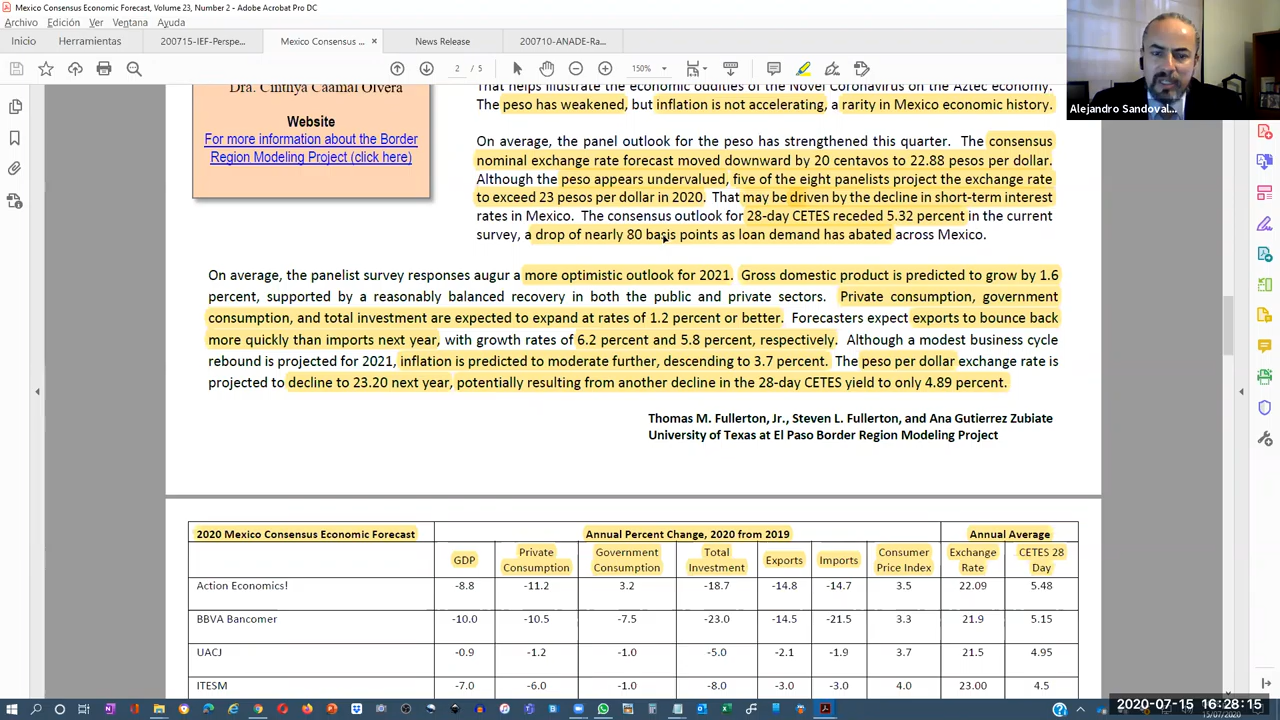 Mexico Consensus Economic Forecast, Volume 23, Number 2 - Adobe Acrobat Pro DC
Archivo Edición Ver Ventana Ayuda
Inicio Herramientas 200715-IEF-Perspe... Mexico Consensus ... × News Release 200710-ANADE-Ra...
2 / 5 150%
Alejandro Sandoval...
Dra. Cinthya Caamal Olvera
Website
For more information about the Border
Region Modeling Project (click here)
That helps illustrate the economic oddities of the Novel Coronavirus on the Aztec economy.
The peso has weakened, but inflation is not accelerating, a rarity in Mexico economic history.
On average, the panel outlook for the peso has strengthened this quarter. The consensus
nominal exchange rate forecast moved downward by 20 centavos to 22.88 pesos per dollar.
Although the peso appears undervalued, five of the eight panelists project the exchange rate
to exceed 23 pesos per dollar in 2020. That may be driven by the decline in short-term interest
rates in Mexico. The consensus outlook for 28-day CETES receded 5.32 percent in the current
survey, a drop of nearly 80 basis points as loan demand has abated across Mexico.
On average, the panelist survey responses augur a more optimistic outlook for 2021. Gross domestic product is predicted to grow by 1.6
percent, supported by a reasonably balanced recovery in both the public and private sectors. Private consumption, government
consumption, and total investment are expected to expand at rates of 1.2 percent or better. Forecasters expect exports to bounce back
more quickly than imports next year, with growth rates of 6.2 percent and 5.8 percent, respectively. Although a modest business cycle
rebound is projected for 2021, inflation is predicted to moderate further, descending to 3.7 percent. The peso per dollar exchange rate is
projected to decline to 23.20 next year, potentially resulting from another decline in the 28-day CETES yield to only 4.89 percent.
Thomas M. Fullerton, Jr., Steven L. Fullerton, and Ana Gutierrez Zubiate
University of Texas at El Paso Border Region Modeling Project
2020 Mexico Consensus Economic Forecast Annual Percent Change, 2020 from 2019 Annual Average
GDP Private Consumption Government Consumption Total Investment Exports Imports Consumer Price Index Exchange Rate CETES 28 Day
Action Economics! -8.8 -11.2 3.2 -18.7 -14.8 -14.7 3.5 22.09 5.48
BBVA Bancomer -10.0 -10.5 -7.5 -23.0 -14.5 -21.5 3.3 21.9 5.15
UACJ -0.9 -1.2 -1.0 -5.0 -2.1 -1.9 3.7 21.5 4.95
ITESM -7.0 -6.0 -1.0 -8.0 -3.0 -3.0 4.0 23.00 4.5
2020-07-15 16:28:15
15/07/2020